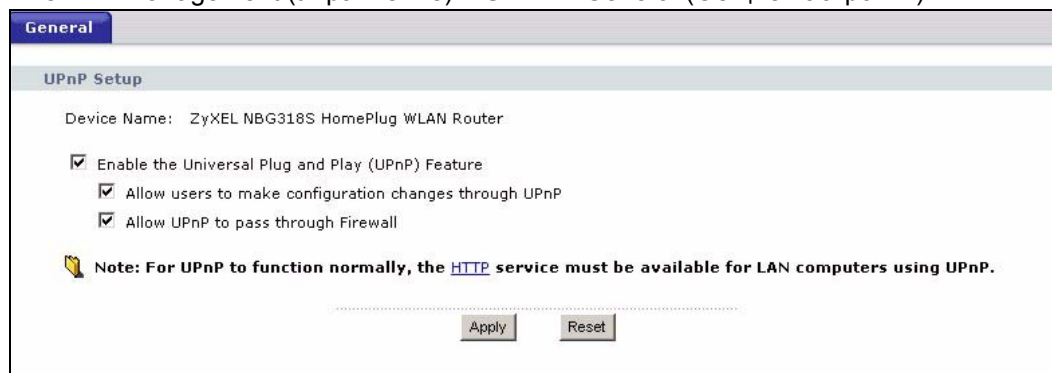 General
UPnP Setup
Device Name: ZyXEL NBG318S HomePlug WLAN Router
Enable the Universal Plug and Play (UPnP) Feature
Allow users to make configuration changes through UPnP
Allow UPnP to pass through Firewall
Note: For UPnP to function normally, the HTTP service must be available for LAN computers using UPnP.
Apply Reset